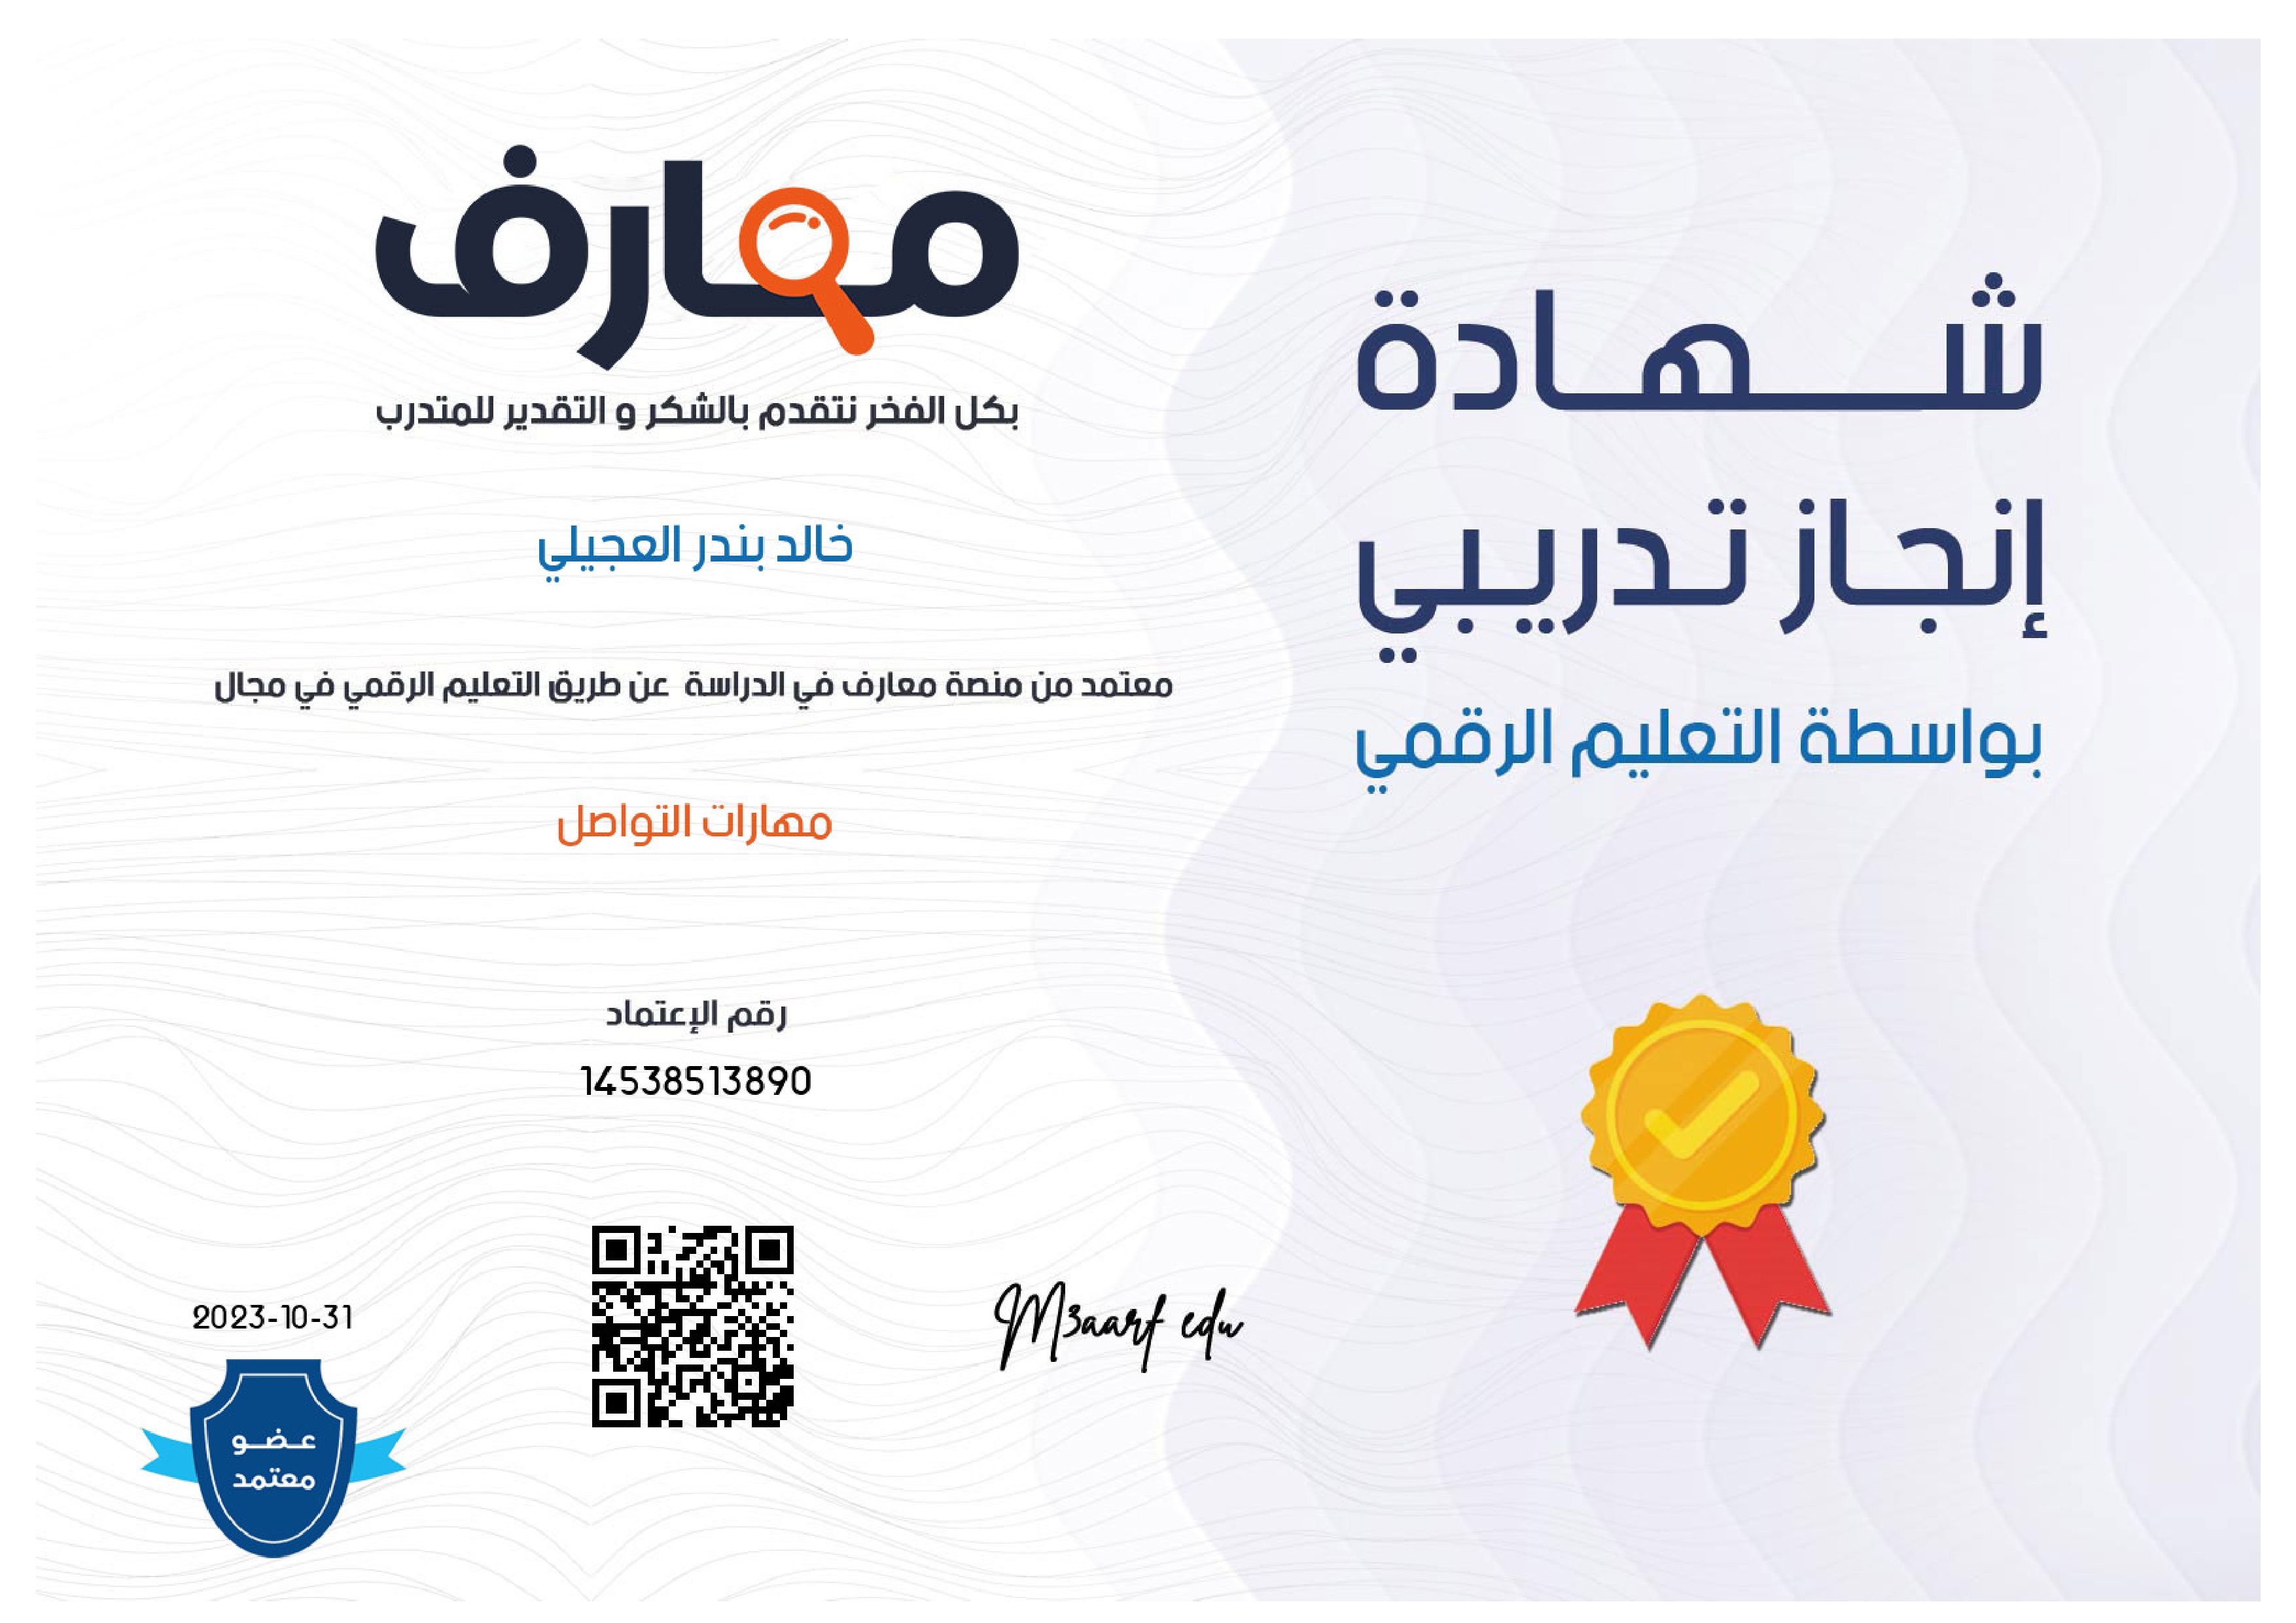 شهادة
إنجاز تدريبي
بواسطة التعليم الرقمي
معارف
بكل الفخر نتقدم بالشكر و التقدير للمتدرب
خالد بندر العجيلي
معتمد من منصة معارف في الدراسة عن طريق التعليم الرقمي في مجال
مهارات التواصل
رقم الإعتماد
14538513890
2023-10-31
M3aarf edu
عضو
معتمد